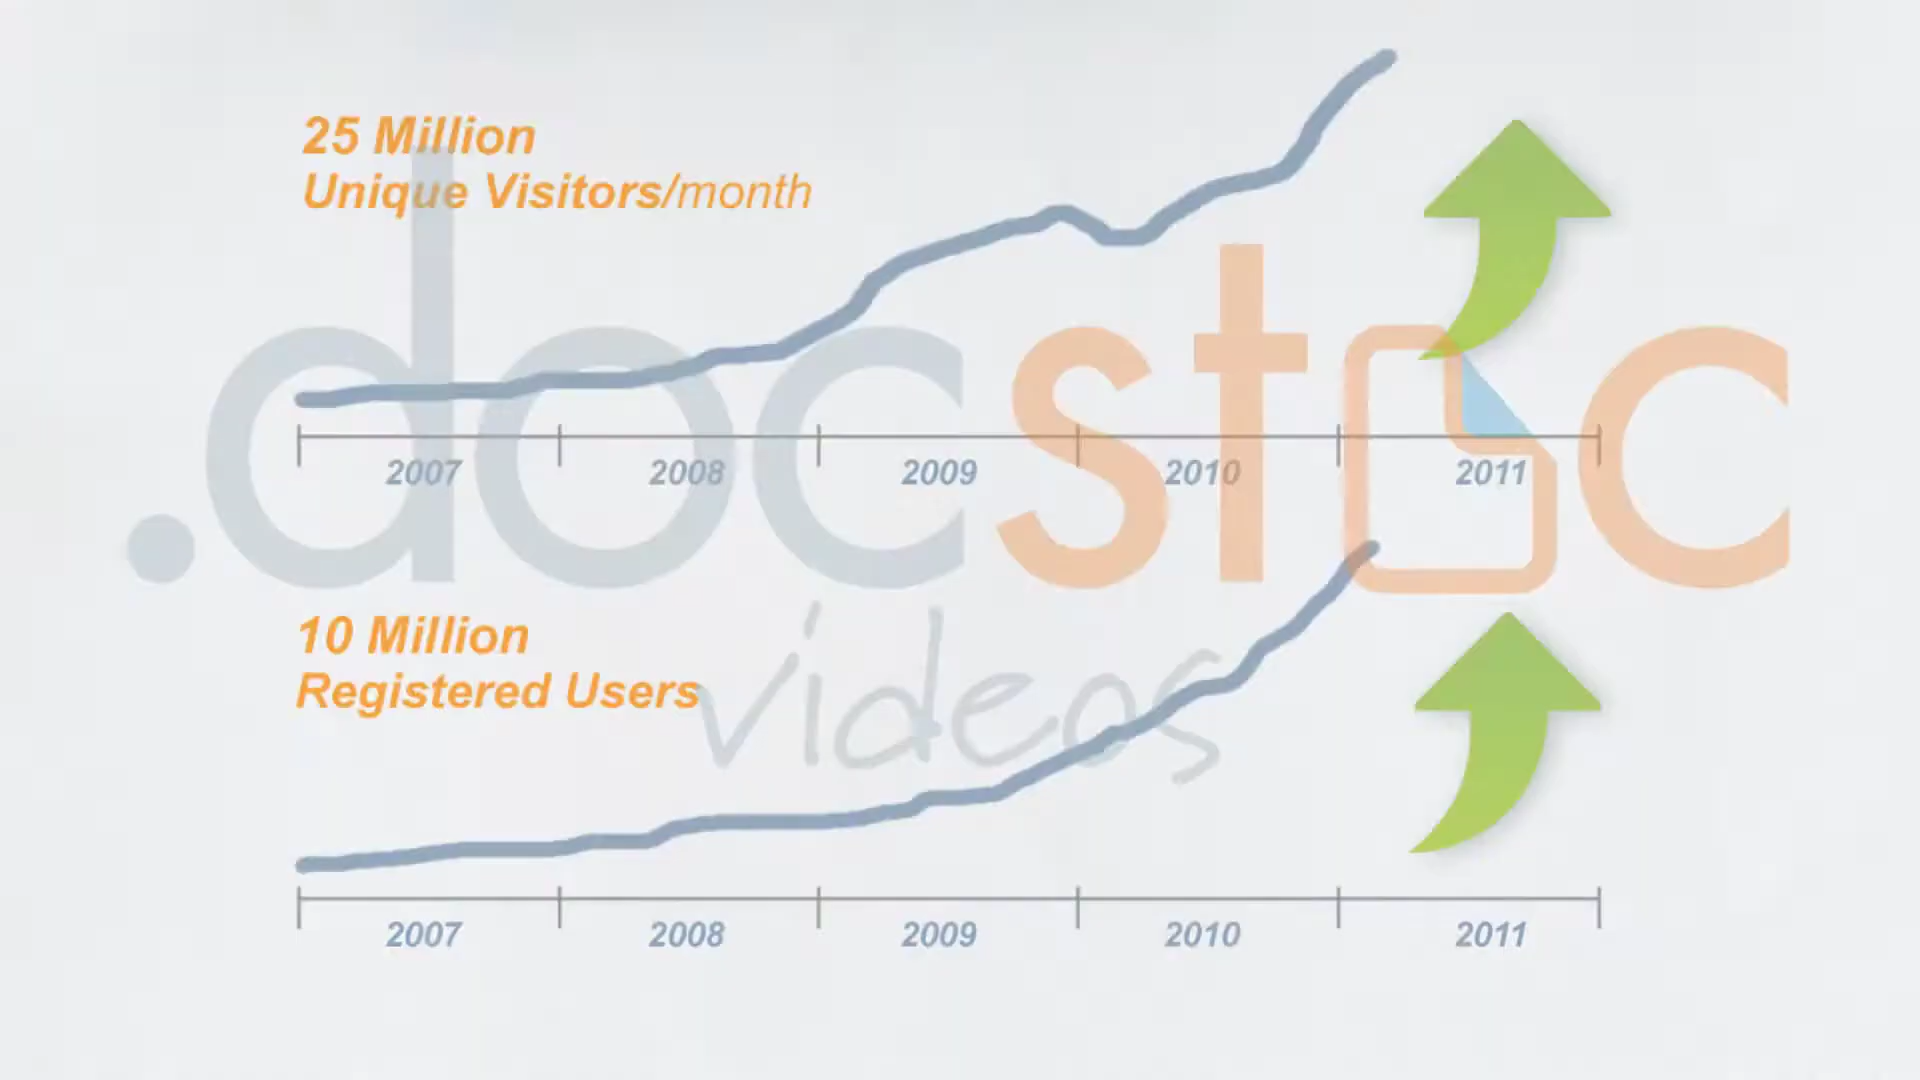 25 Million
Unique Visitors/month
2007 2008 2009 2010 2011
.docstoc
videos
10 Million
Registered Users
2007 2008 2009 2010 2011